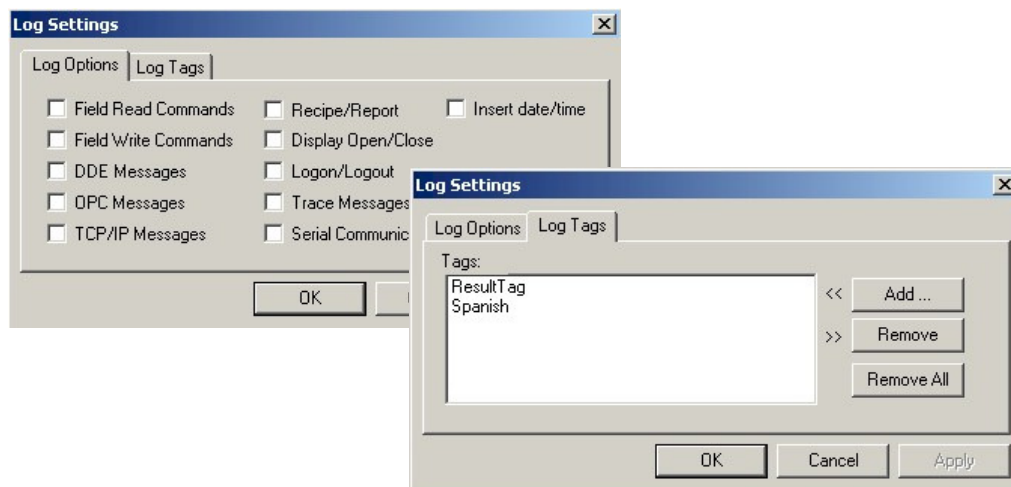 Log Settings
Log Options Log Tags
Field Read Commands Recipe/Report Insert date/time
Field Write Commands Display Open/Close
DDE Messages Logon/Logout
OPC Messages Trace Messages
TCP/IP Messages Serial Communic
OK
Log Settings
Log Options Log Tags
Tags:
ResultTag
Spanish
<< Add ...
>> Remove
Remove All
OK Cancel Apply